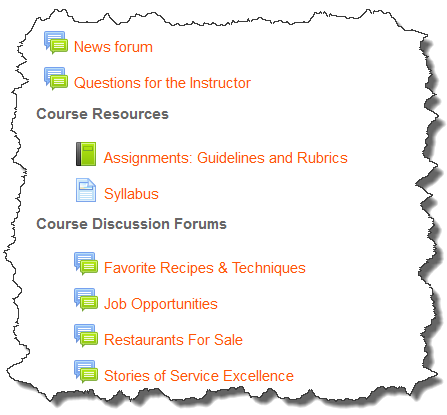 News forum
Questions for the Instructor
Course Resources
Assignments: Guidelines and Rubrics
Syllabus
Course Discussion Forums
Favorite Recipes & Techniques
Job Opportunities
Restaurants For Sale
Stories of Service Excellence